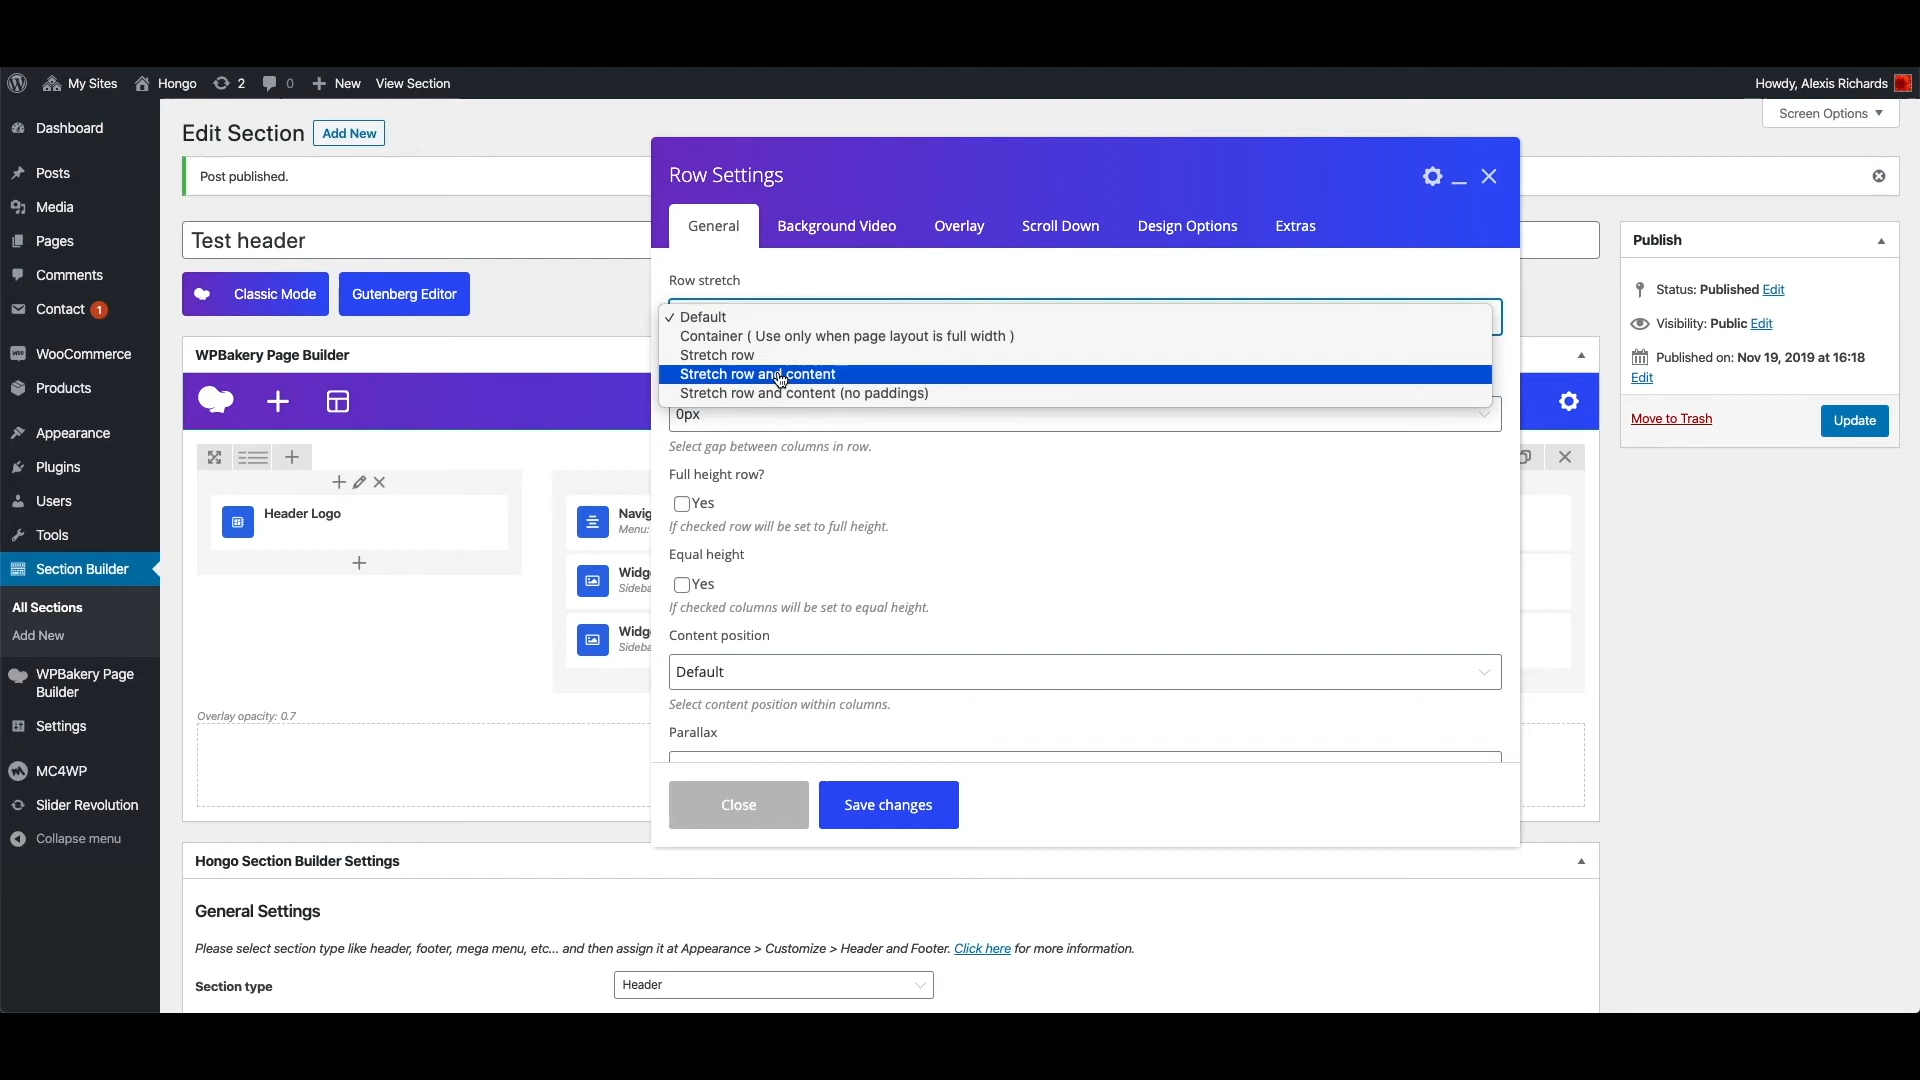 My Sites Hongo 2 0 New View Section Howdy, Alexis Richards
Screen Options
Dashboard
Posts
Media
Pages
Comments
Contact 1
WooCommerce
Products
Appearance
Plugins
Users
Tools
Section Builder
All Sections
Add New
WPBakery Page
Builder
Settings
MC4WP
Slider Revolution
Collapse menu
Edit Section Add New
Post published.
Test header
Classic Mode Gutenberg Editor
WPBakery Page Builder
Header Logo
Navig
Menu:
Widg
Sideba
Widg
Sideba
Overlay opacity: 0.7
Row Settings
General Background Video Overlay Scroll Down Design Options Extras
Row stretch
Default
Container ( Use only when page layout is full width )
Stretch row
Stretch row and content
Stretch row and content (no paddings)
0px
Select gap between columns in row.
Full height row?
Yes
If checked row will be set to full height.
Equal height
Yes
If checked columns will be set to equal height.
Content position
Default
Select content position within columns.
Parallax
Close Save changes
Publish
Status: Published Edit
Visibility: Public Edit
Published on: Nov 19, 2019 at 16:18
Edit
Move to Trash Update
Hongo Section Builder Settings
General Settings
Please select section type like header, footer, mega menu, etc... and then assign it at Appearance > Customize > Header and Footer. Click here for more information.
Section type Header